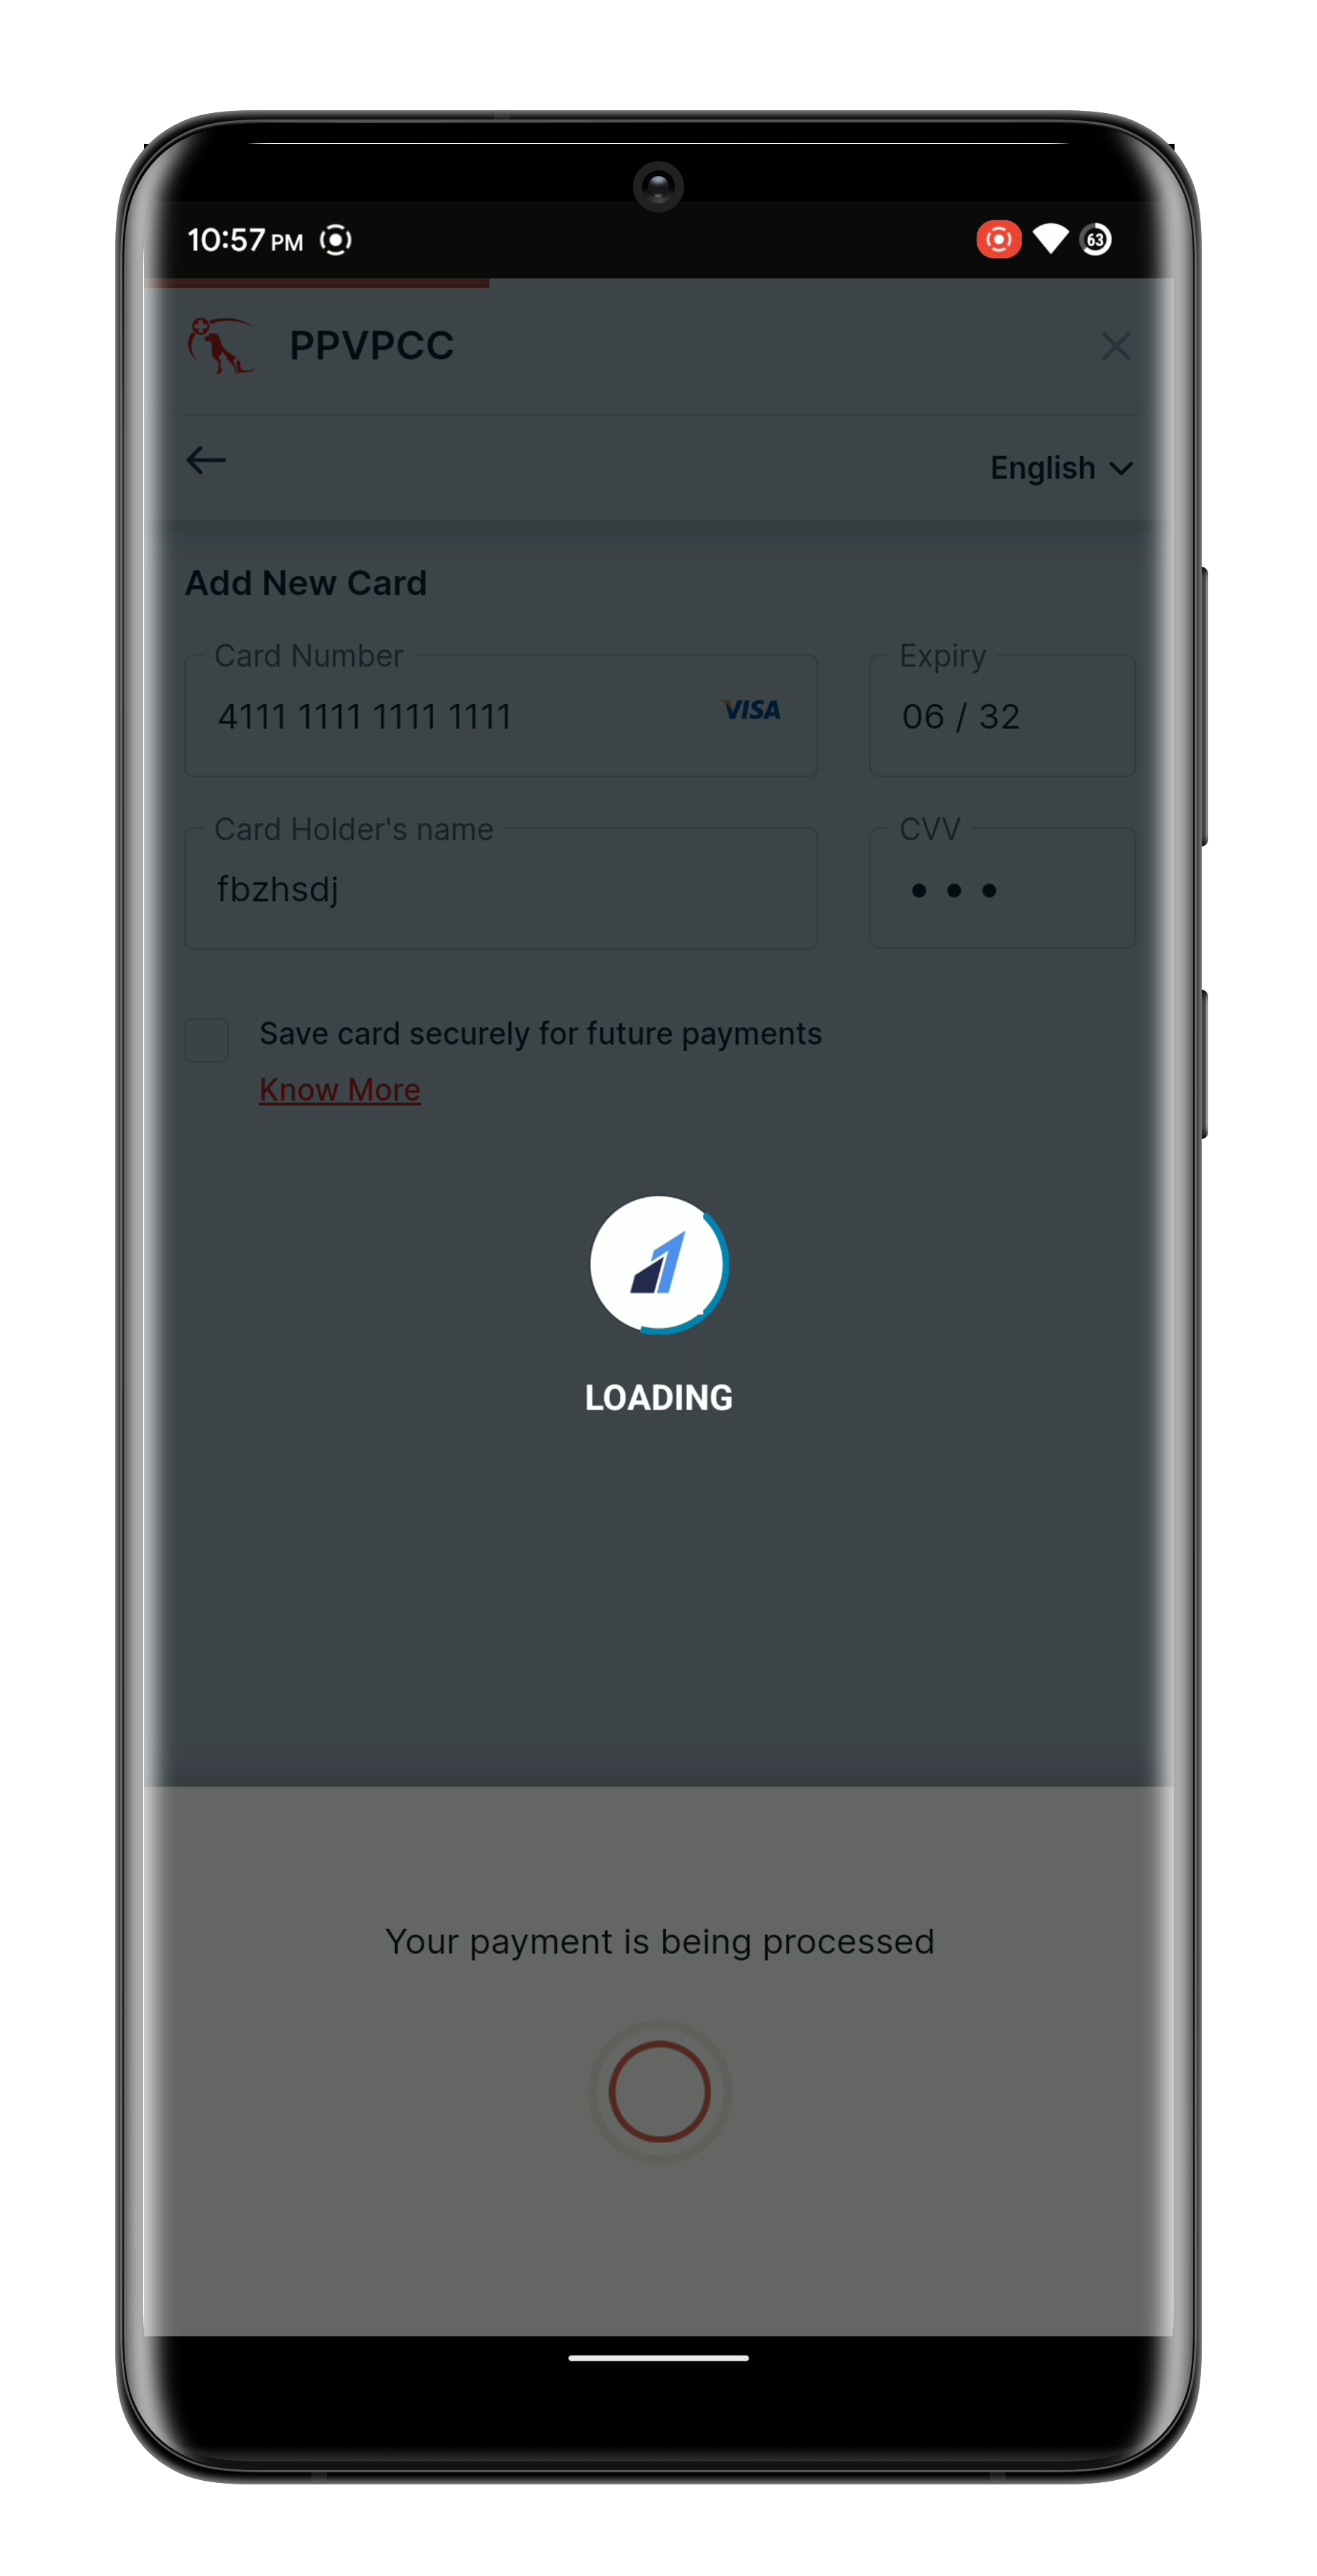 10:57 PM
63
PPVPCC
English
Add New Card
Card Number
Expiry
4111 1111 1111 1111
VISA
06 / 32
Card Holder's name
CVV
fbzhsdj
Save card securely for future payments
Know More
LOADING
Your payment is being processed